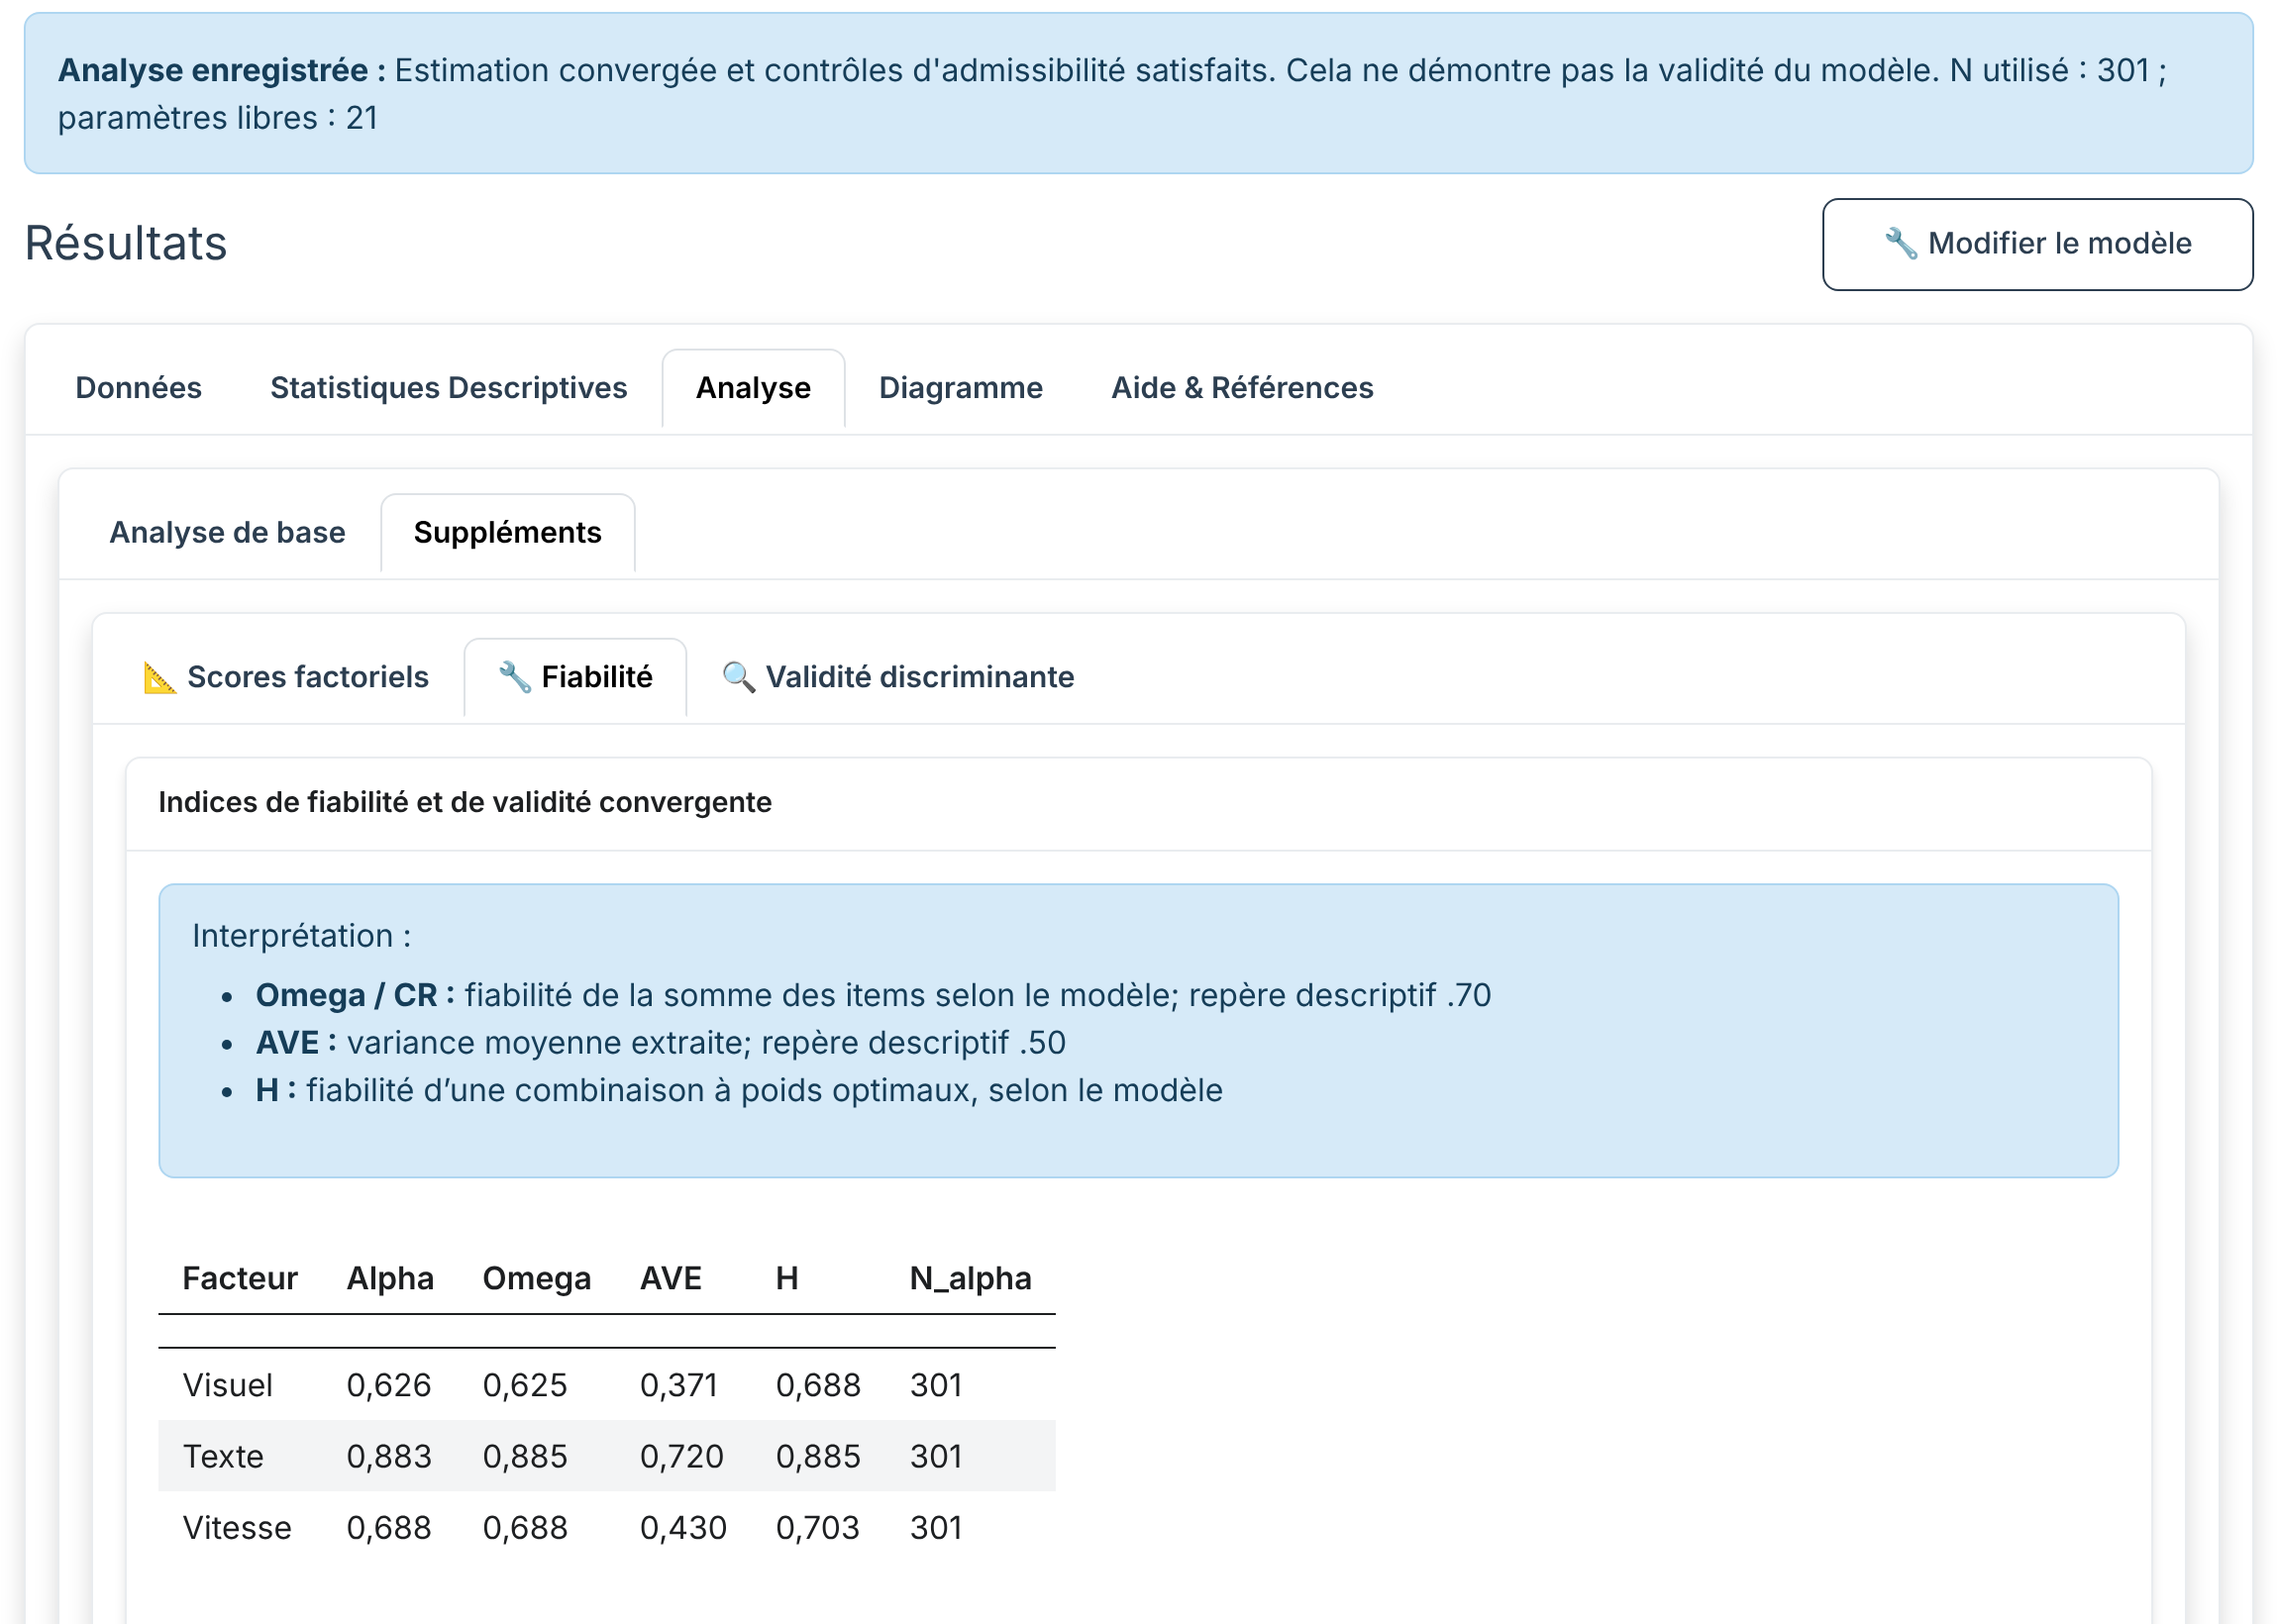 Analyse enregistrée : Estimation convergée et contrôles d'admissibilité satisfaits. Cela ne démontre pas la validité du modèle. N utilisé : 301 ;
paramètres libres : 21
Résultats
🔧 Modifier le modèle
Données Statistiques Descriptives Analyse Diagramme Aide & Références
Analyse de base Suppléments
📐 Scores factoriels 🔧 Fiabilité 🔍 Validité discriminante
Indices de fiabilité et de validité convergente
Interprétation :
• Omega / CR : fiabilité de la somme des items selon le modèle; repère descriptif .70
• AVE : variance moyenne extraite; repère descriptif .50
• H : fiabilité d’une combinaison à poids optimaux, selon le modèle
Facteur Alpha Omega AVE H N_alpha
Visuel 0,626 0,625 0,371 0,688 301
Texte 0,883 0,885 0,720 0,885 301
Vitesse 0,688 0,688 0,430 0,703 301